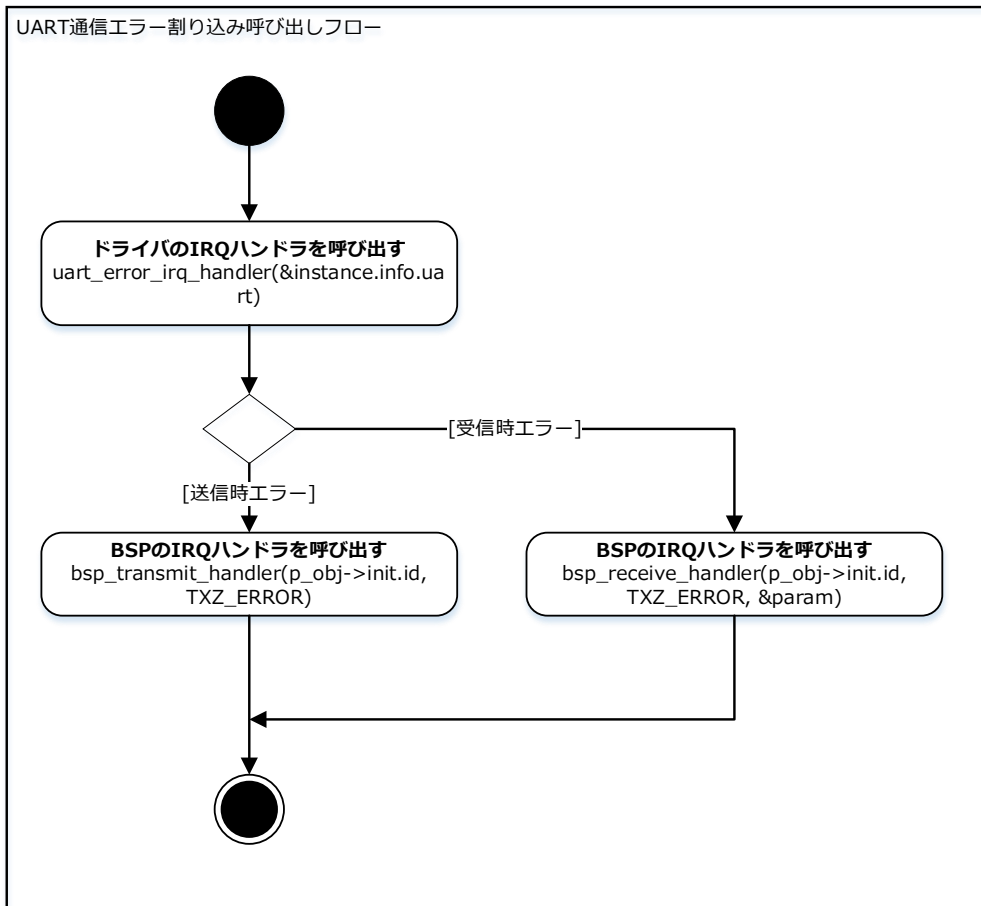 UART通信エラー割り込み呼び出しフロー
ドライバのIRQハンドラを呼び出す
uart_error_irq_handler(&instance.info.ua
rt)
[受信時エラー]
[送信時エラー]
BSPのIRQハンドラを呼び出す
bsp_transmit_handler(p_obj->init.id,
TXZ_ERROR)
BSPのIRQハンドラを呼び出す
bsp_receive_handler(p_obj->init.id,
TXZ_ERROR, &param)